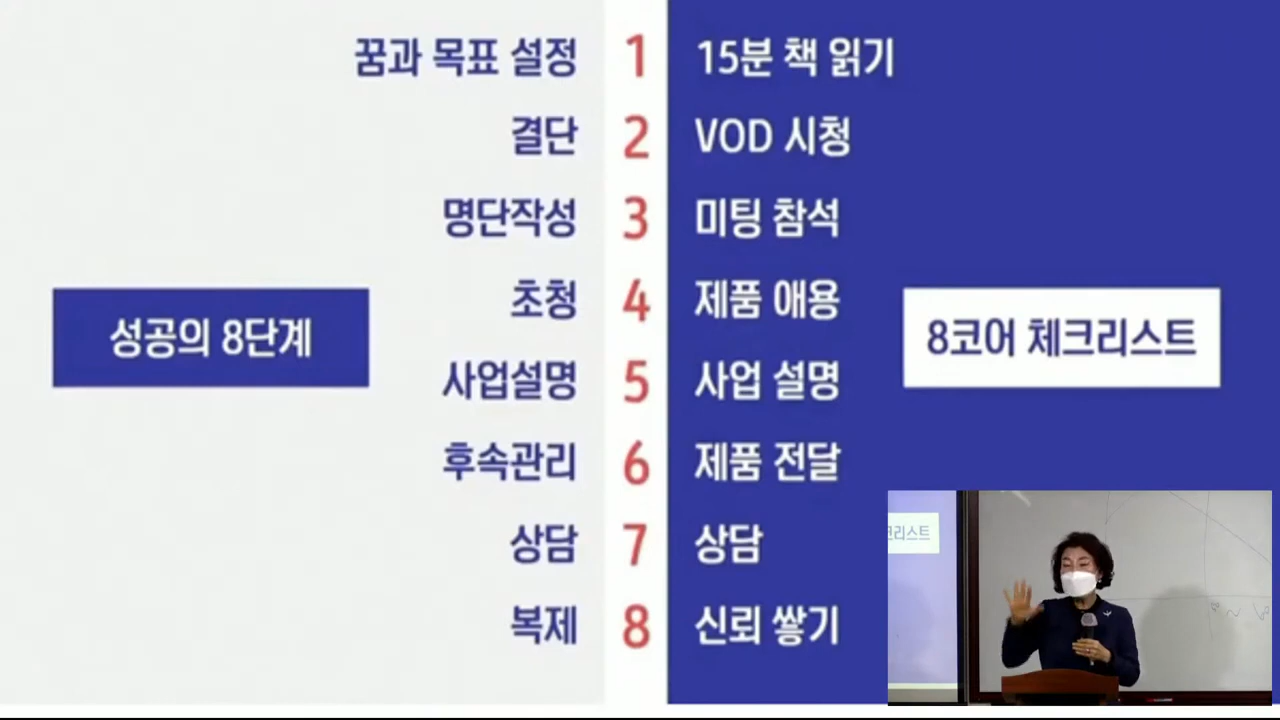 꿈과 목표 설정 1 15분 책 읽기
결단 2 VOD 시청
명단작성 3 미팅 참석
초청 4 제품 애용
성공의 8단계
8코어 체크리스트
사업설명 5 사업 설명
후속관리 6 제품 전달
상담 7 상담
복제 8 신뢰 쌓기
크리스트